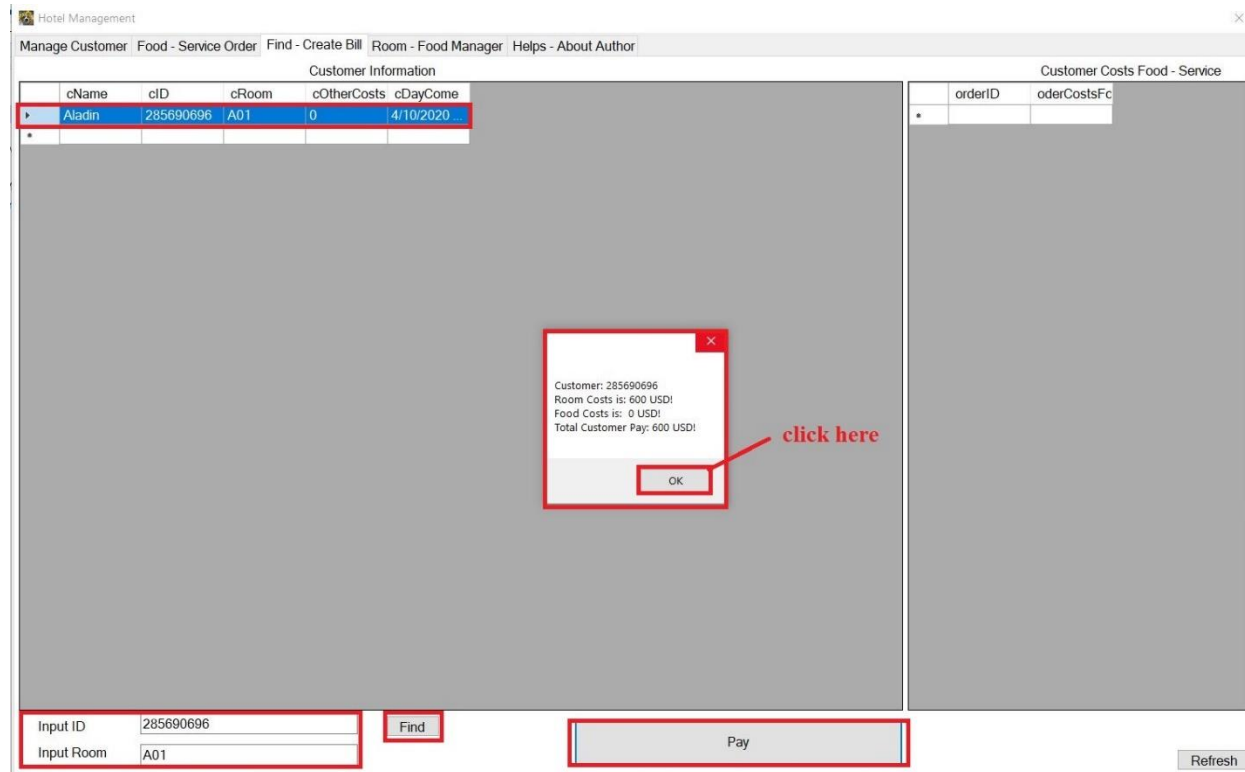 Hotel Management
Manage Customer Food - Service Order Find - Create Bill Room - Food Manager Helps - About Author
Customer Information
Customer Costs Food - Service
cName cID cRoom cOtherCosts cDayCome
orderID oderCostsFo
Aladin 285690696 A01 0 4/10/2020 ...
Customer: 285690696
Room Costs is: 600 USD!
Food Costs is: 0 USD!
Total Customer Pay: 600 USD!
click here
OK
Input ID 285690696 Find
Pay
Input Room A01
Refresh